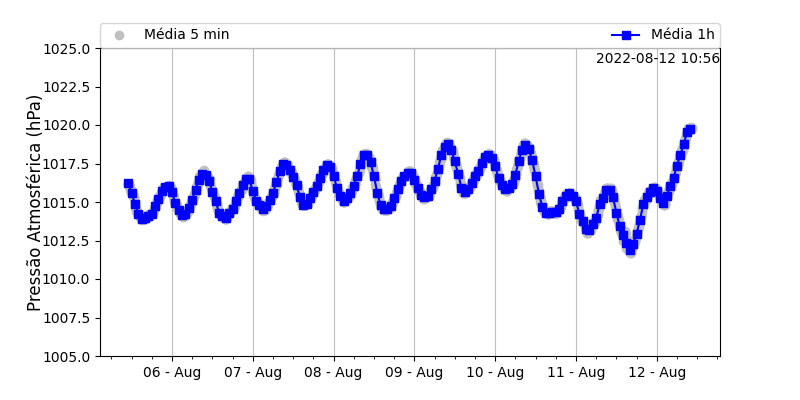 Média 5 min
Média 1h
2022-08-12 10:56
Pressão Atmosférica (hPa)
1025.0
1022.5
1020.0
1017.5
1015.0
1012.5
1010.0
1007.5
1005.0
06 - Aug
07 - Aug
08 - Aug
09 - Aug
10 - Aug
11 - Aug
12 - Aug